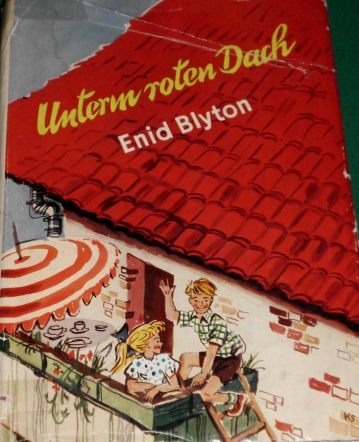 Unterm roten Dach
Enid Blyton